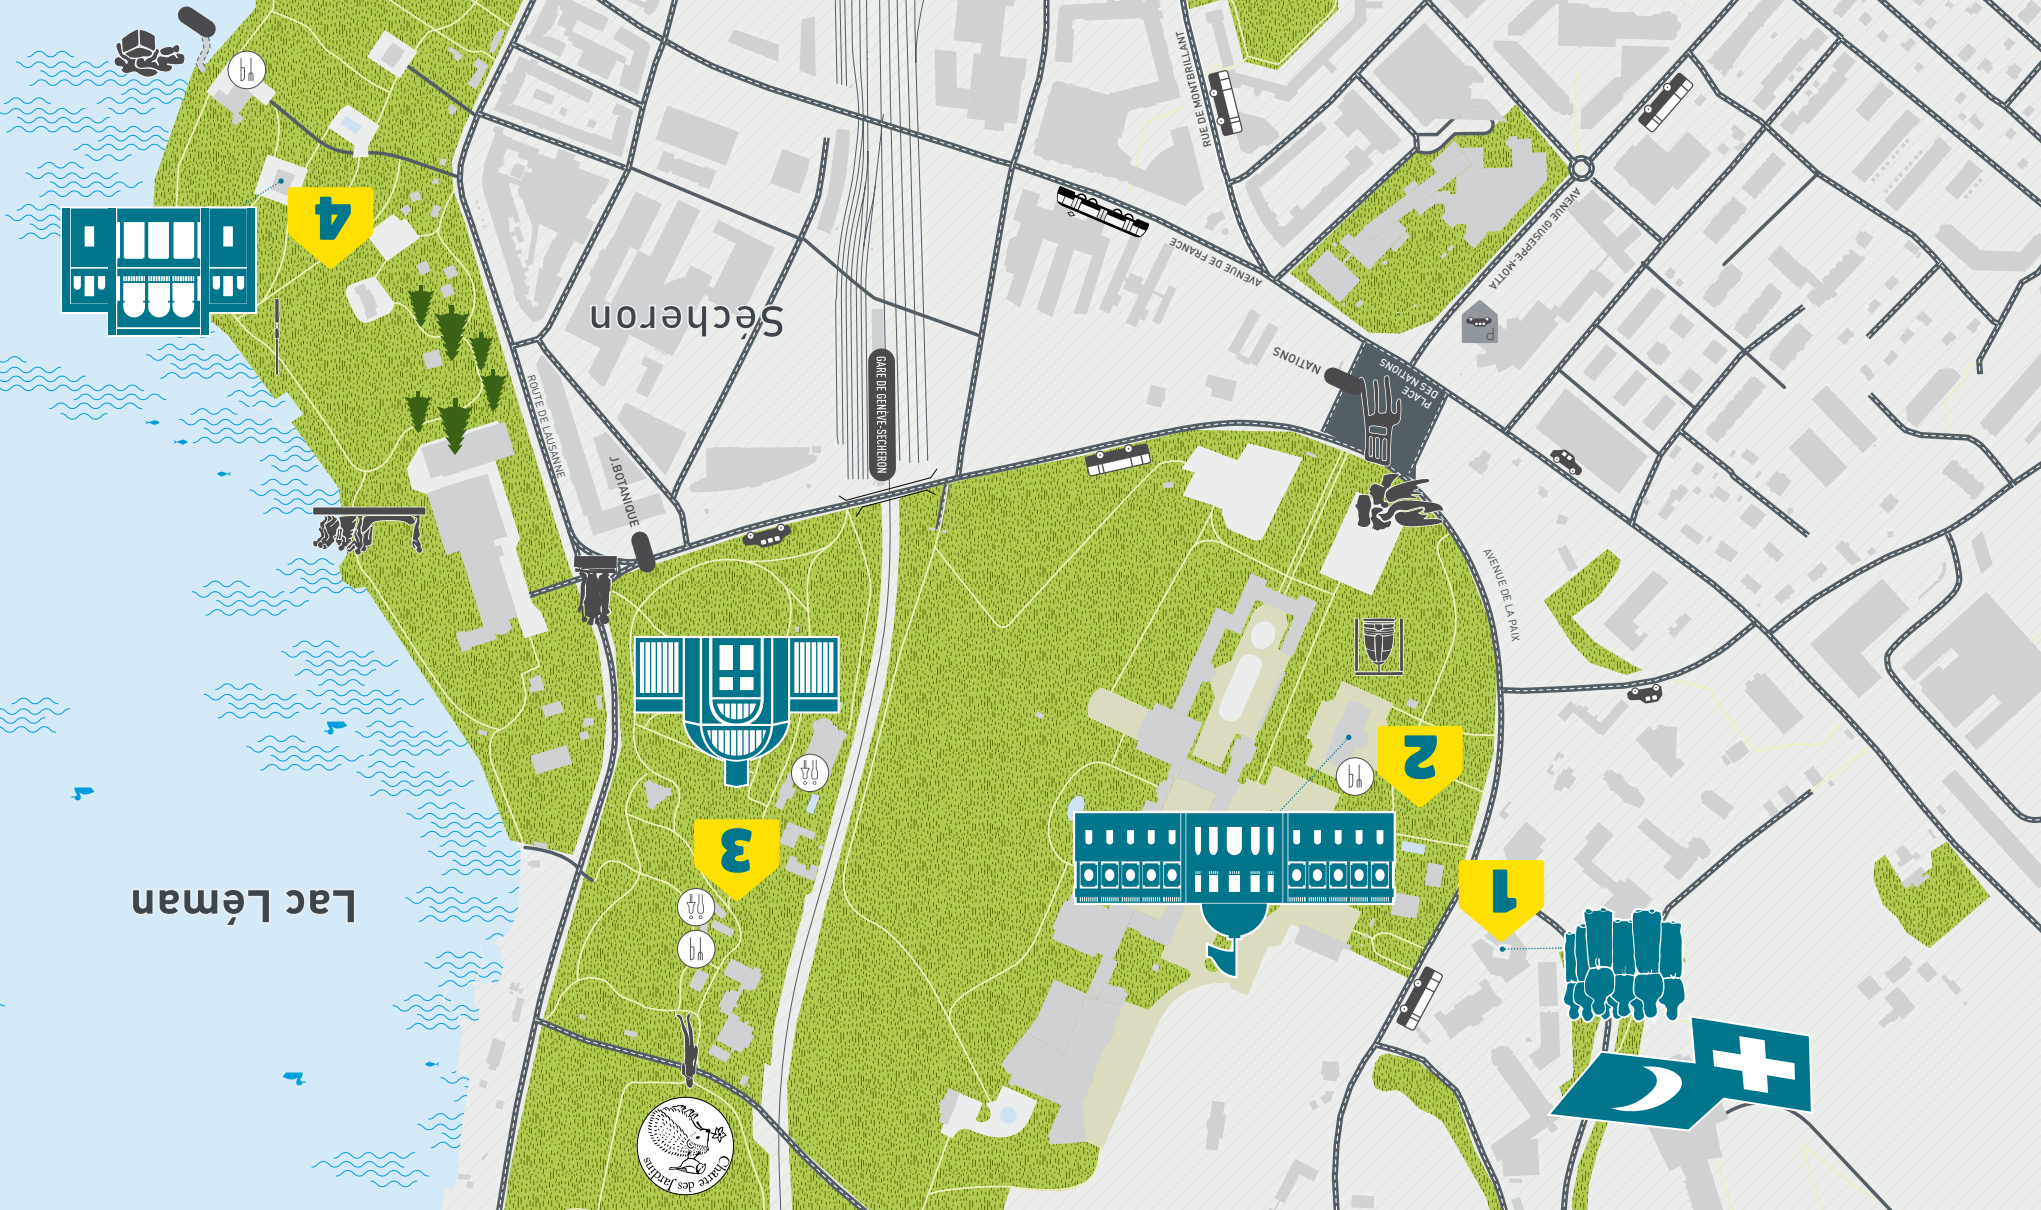 Charte des Jardins
1
Lac Léman
3
2
AVENUE DE LA PAIX
J.BOTANIQUE
ROUTE DE LAUSANNE
GARE DE GENÈVE-SECHERON
PLACE
DES NATIONS
NATIONS
P
Sécheron
AVENUE GIUSEPPE-MOTTA
AVENUE DE FRANCE
4
RUE DE MONTBRILLANT